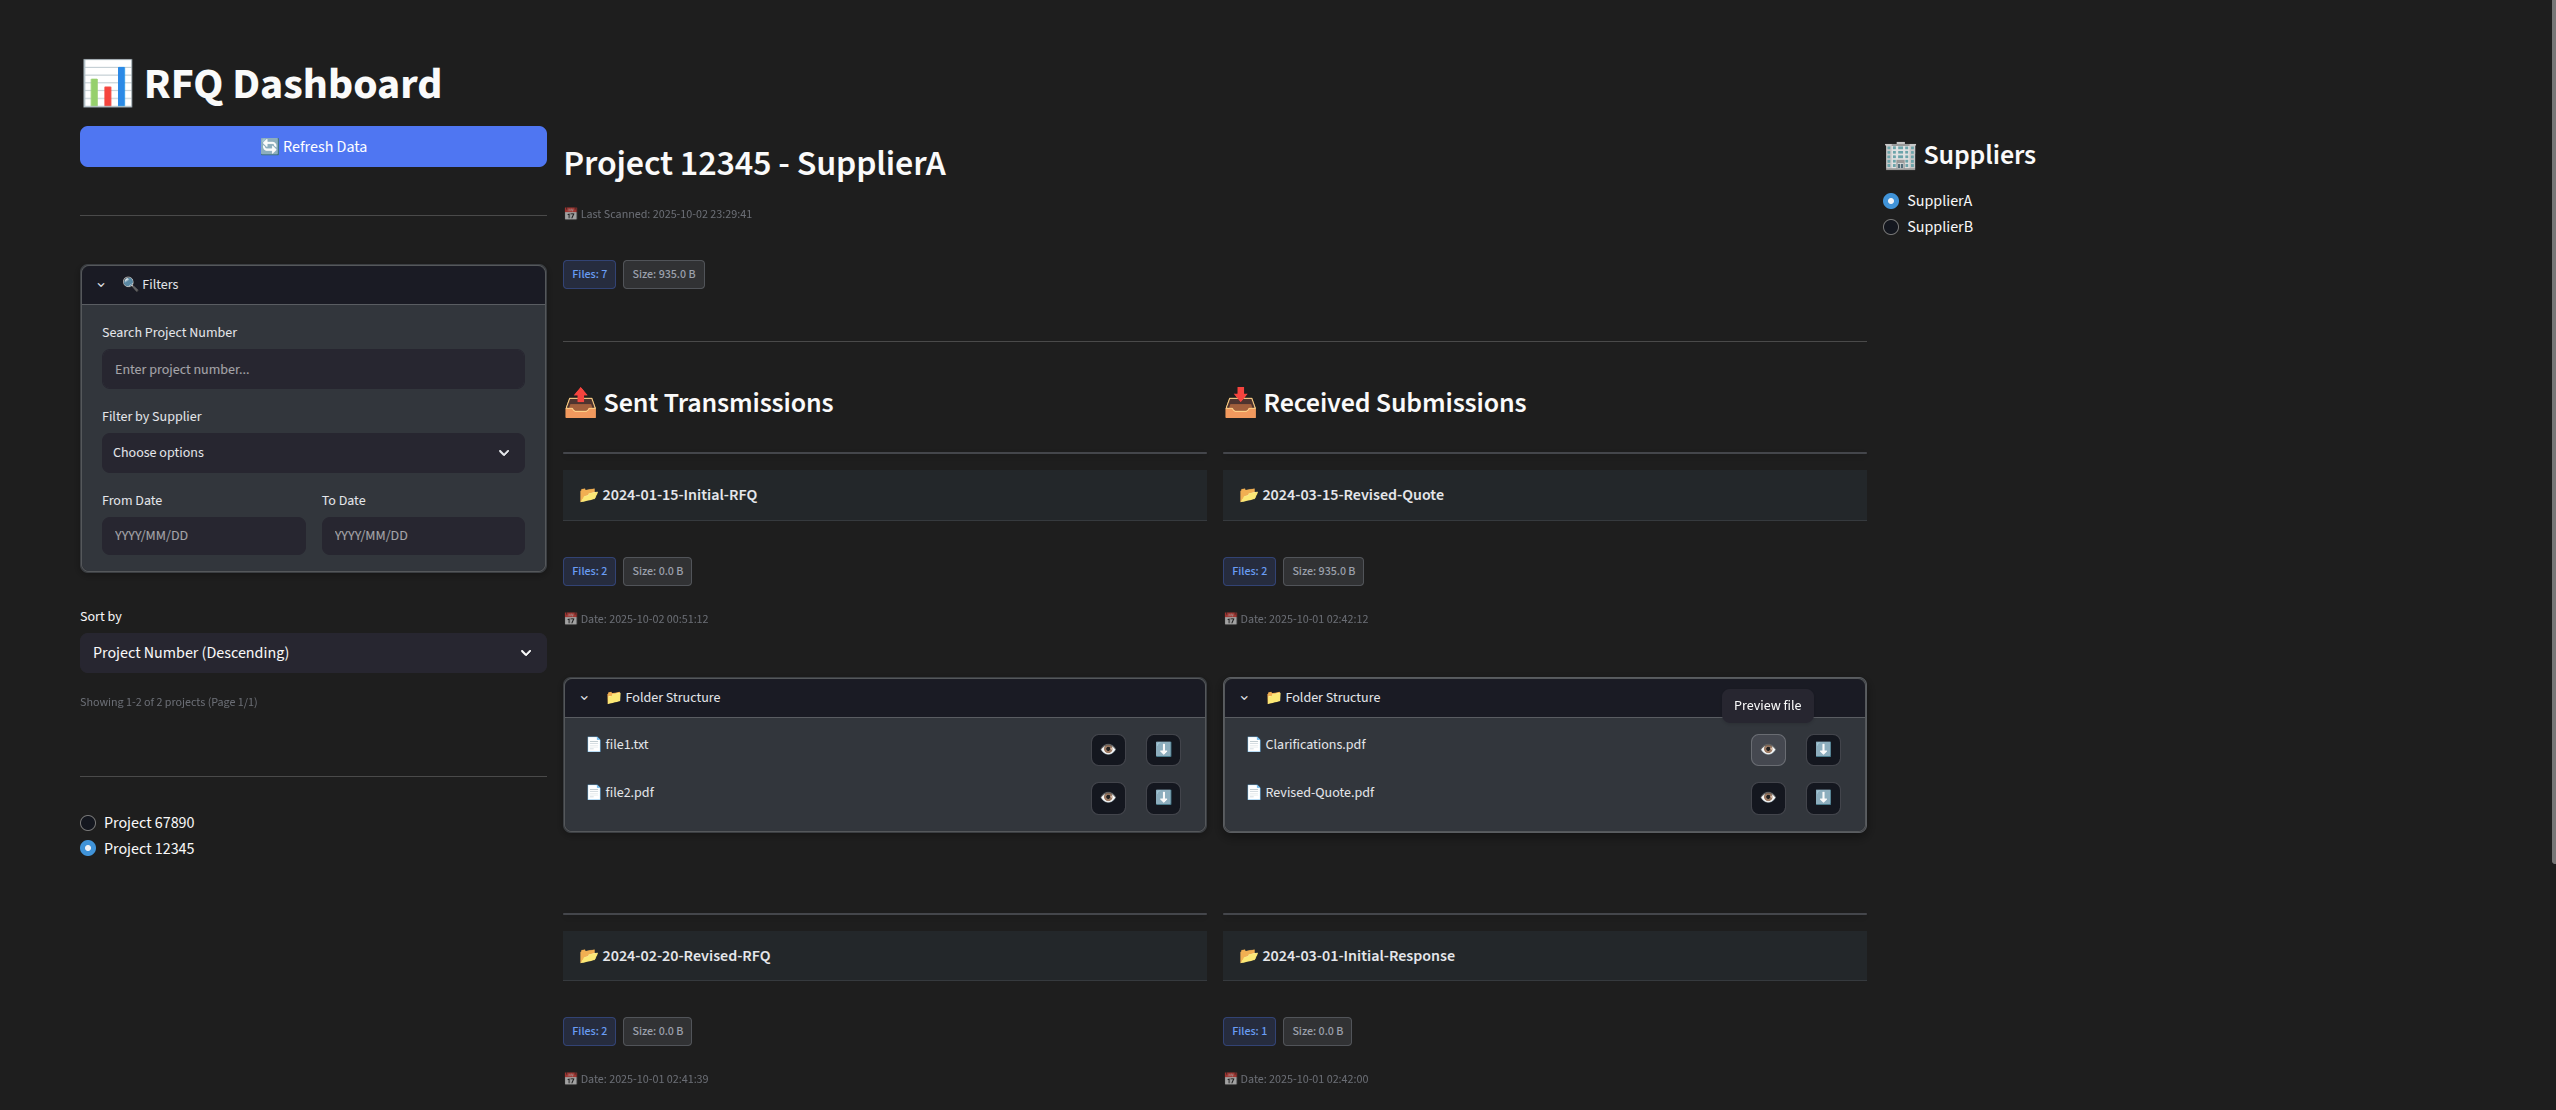 RFQ Dashboard
Refresh Data
Filters
Search Project Number
Enter project number...
Filter by Supplier
Choose options
From Date To Date
YYYY/MM/DD YYYY/MM/DD
Sort by
Project Number (Descending)
Showing 1-2 of 2 projects (Page 1/1)
Project 67890
Project 12345
Project 12345 - SupplierA
Last Scanned: 2025-10-02 23:29:41
Files: 7 Size: 935.0 B
Sent Transmissions
2024-01-15-Initial-RFQ
Files: 2 Size: 0.0 B
Date: 2025-10-02 00:51:12
Folder Structure
file1.txt
file2.pdf
2024-02-20-Revised-RFQ
Files: 2 Size: 0.0 B
Date: 2025-10-01 02:41:39
Received Submissions
2024-03-15-Revised-Quote
Files: 2 Size: 935.0 B
Date: 2025-10-01 02:42:12
Folder Structure
Preview file
Clarifications.pdf
Revised-Quote.pdf
2024-03-01-Initial-Response
Files: 1 Size: 0.0 B
Date: 2025-10-01 02:42:00
Suppliers
SupplierA
SupplierB